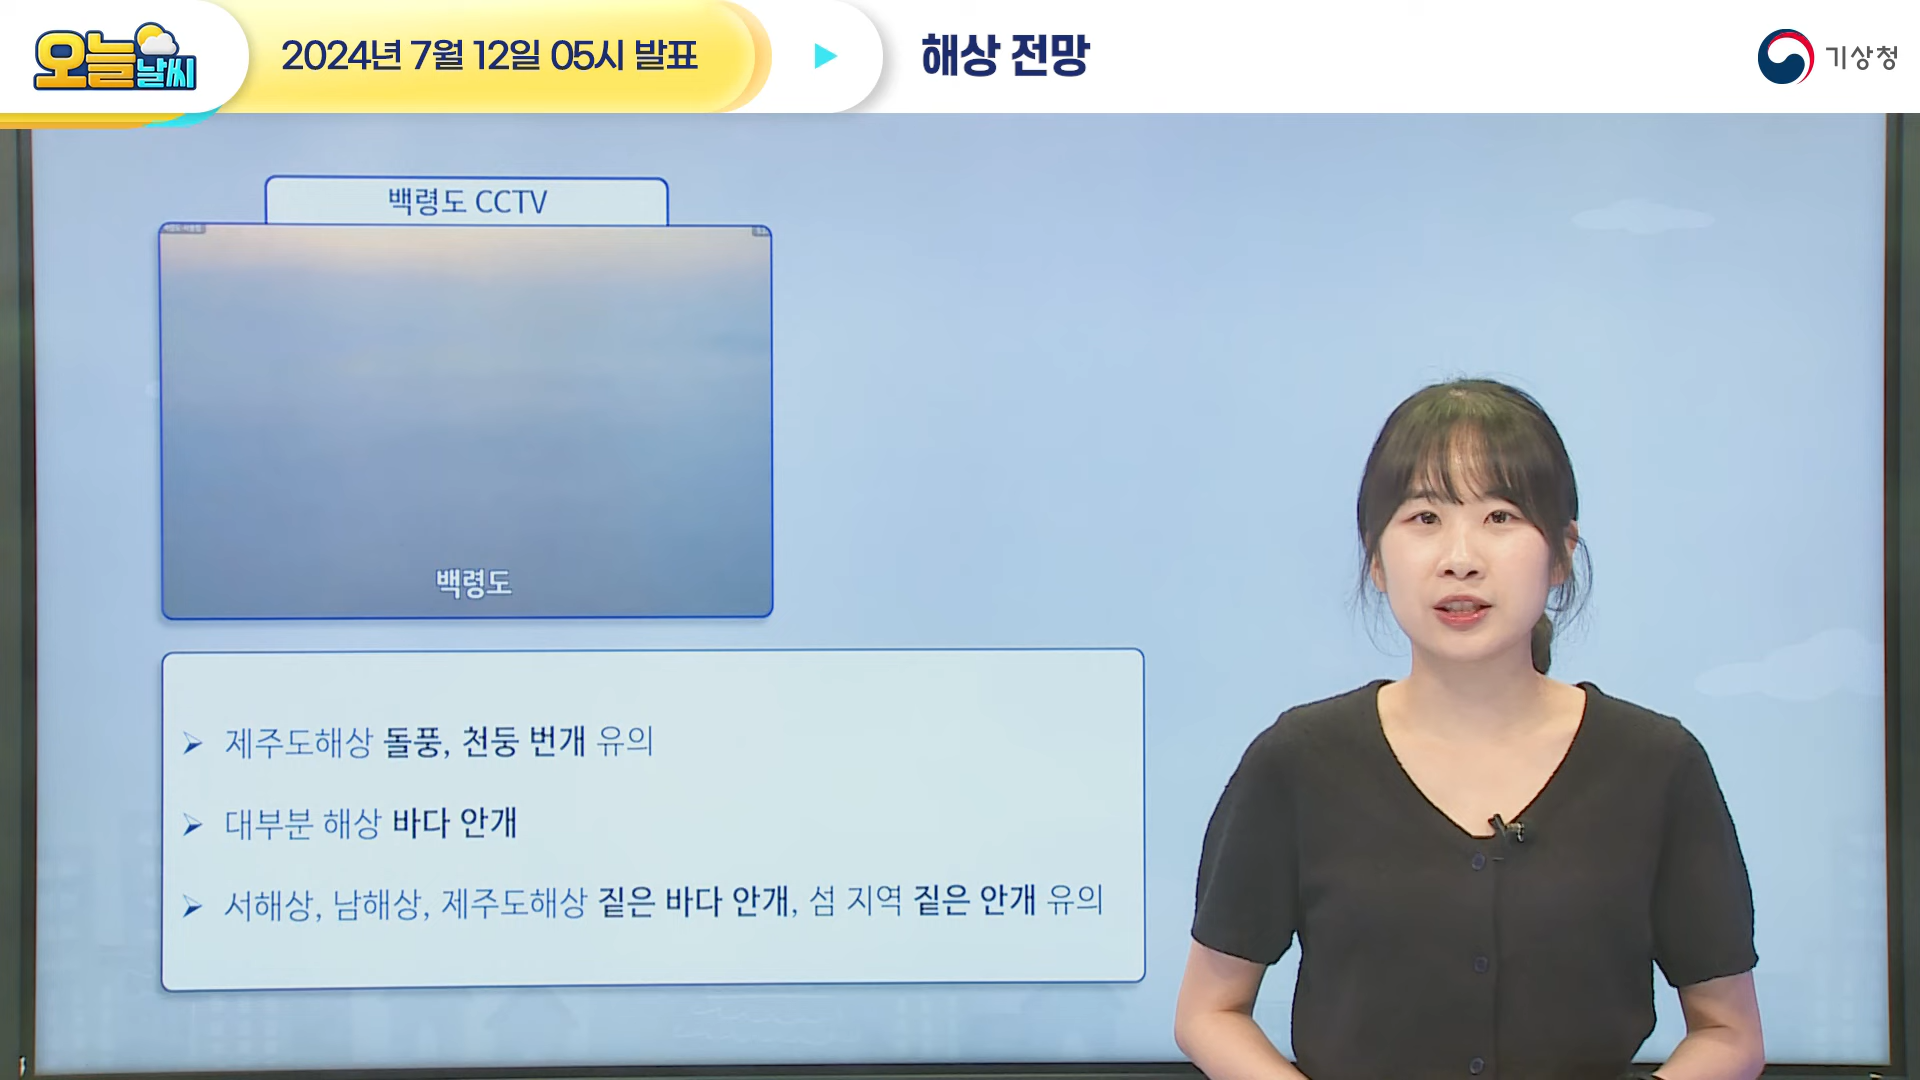 오늘날씨
2024년 7월 12일 05시 발표
해상 전망
기상청
백령도 CCTV
백령도
➢ 제주도해상 돌풍, 천둥 번개 유의
➢ 대부분 해상 바다 안개
➢ 서해상, 남해상, 제주도해상 짙은 바다 안개, 섬 지역 짙은 안개 유의